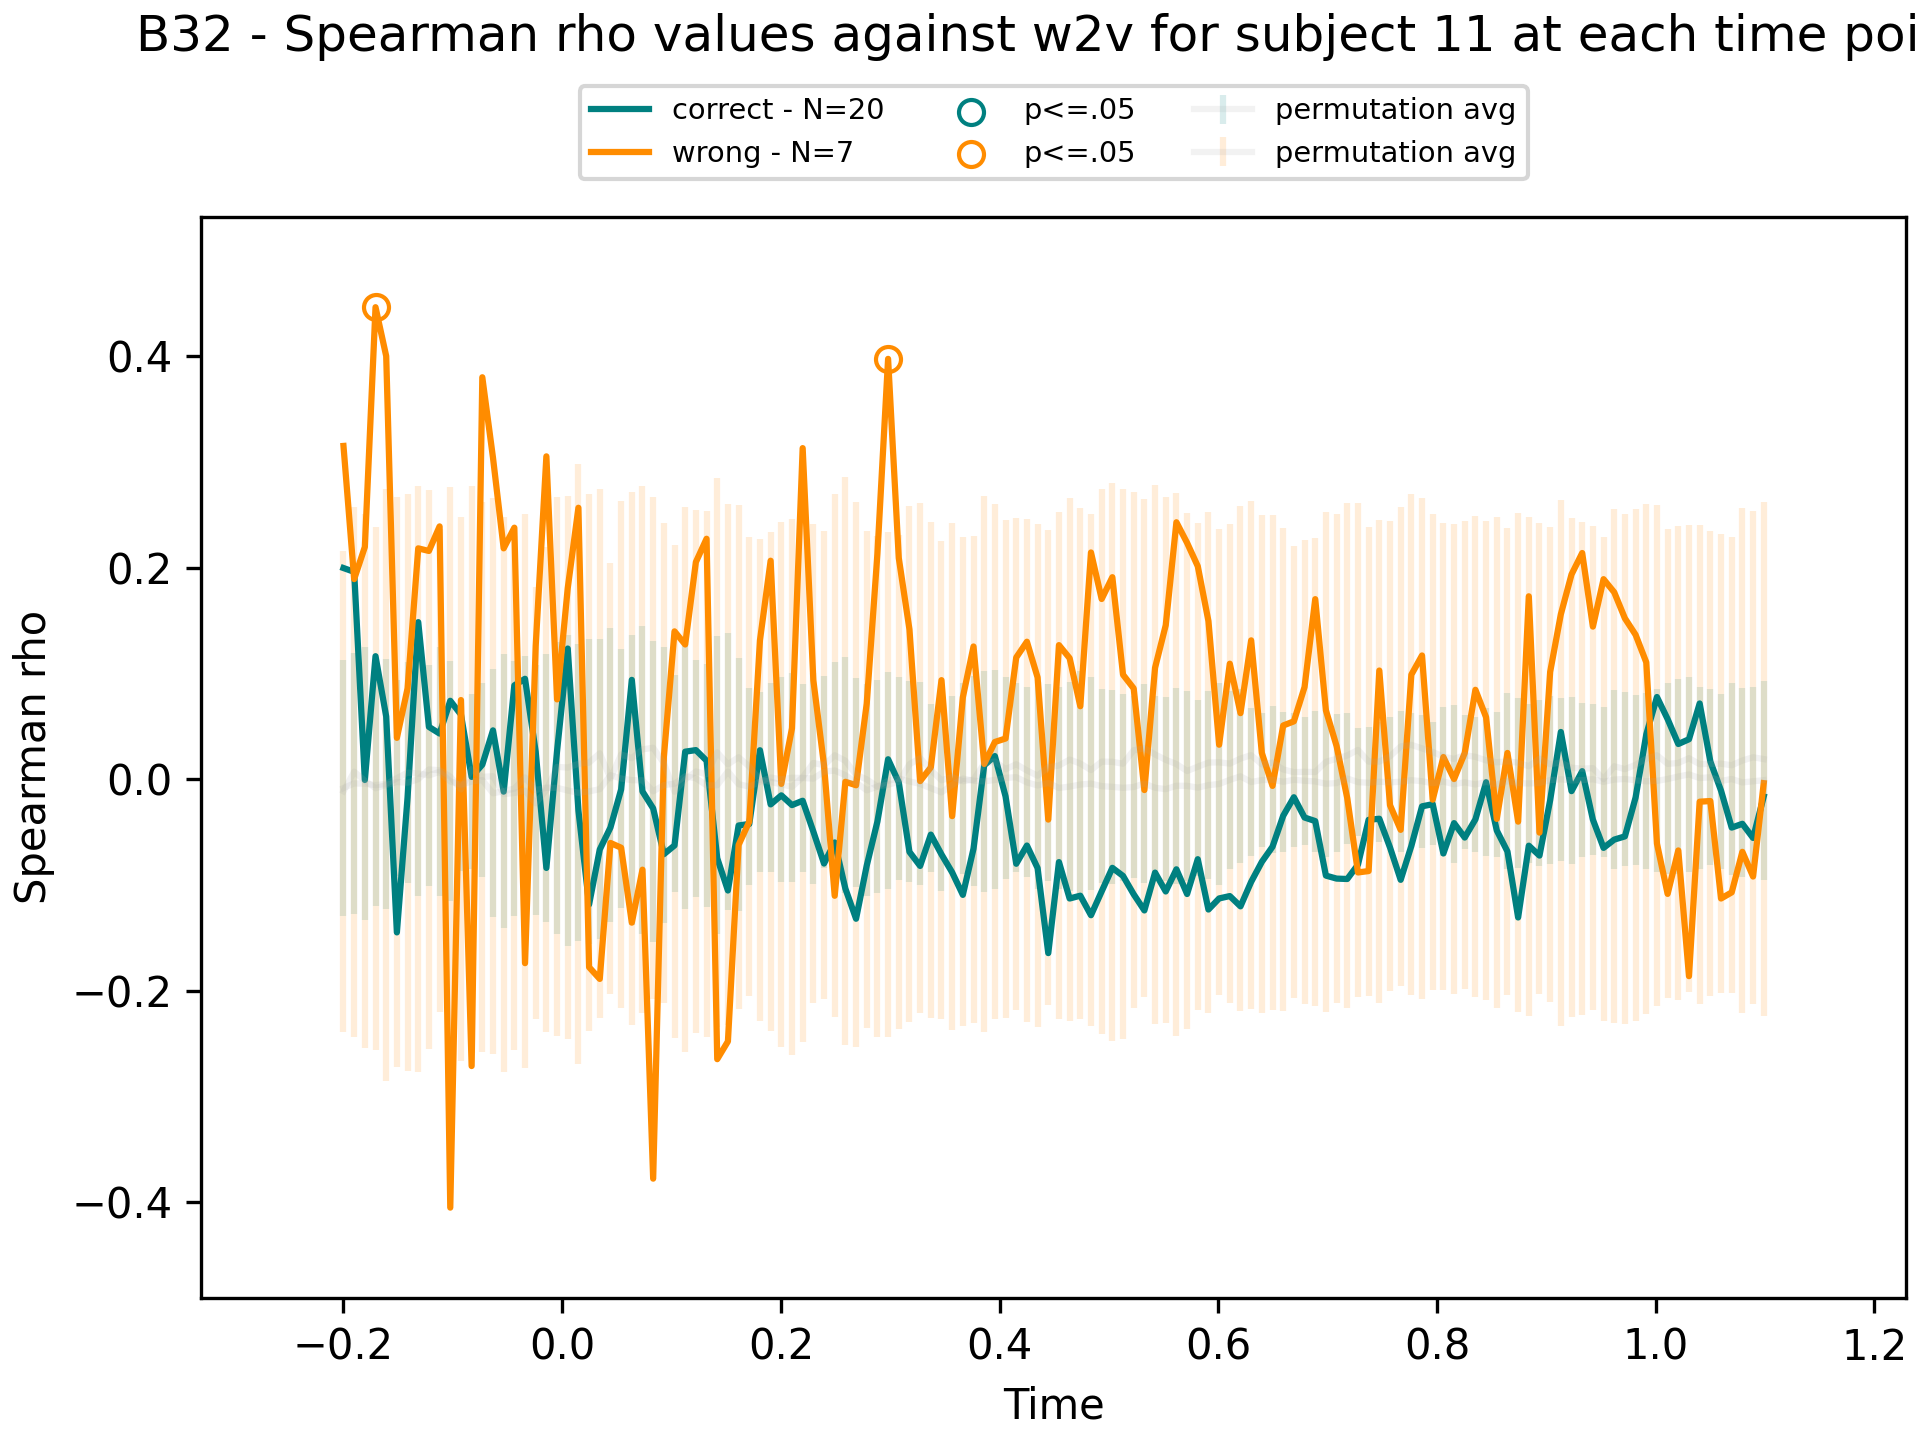 B32 - Spearman rho values against w2v for subject 11 at each time poi
correct - N=20
wrong - N=7
p<=.05
p<=.05
permutation avg
permutation avg
Spearman rho
0.4
0.2
0.0
−0.2
−0.4
−0.2 0.0 0.2 0.4 0.6 0.8 1.0 1.2
Time